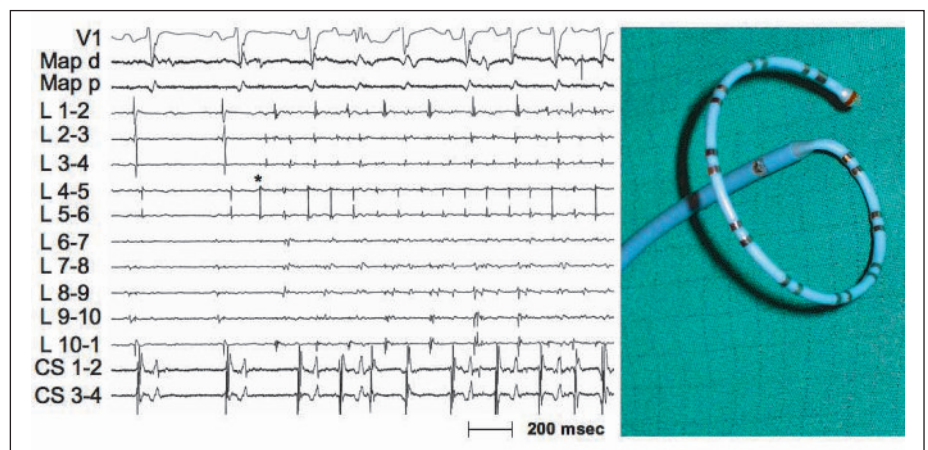 V1
Map d
Map p
L 1-2
L 2-3
L 3-4
*
L 4-5
L 5-6
L 6-7
L 7-8
L 8-9
L 9-10
L 10-1
CS 1-2
CS 3-4
200 msec